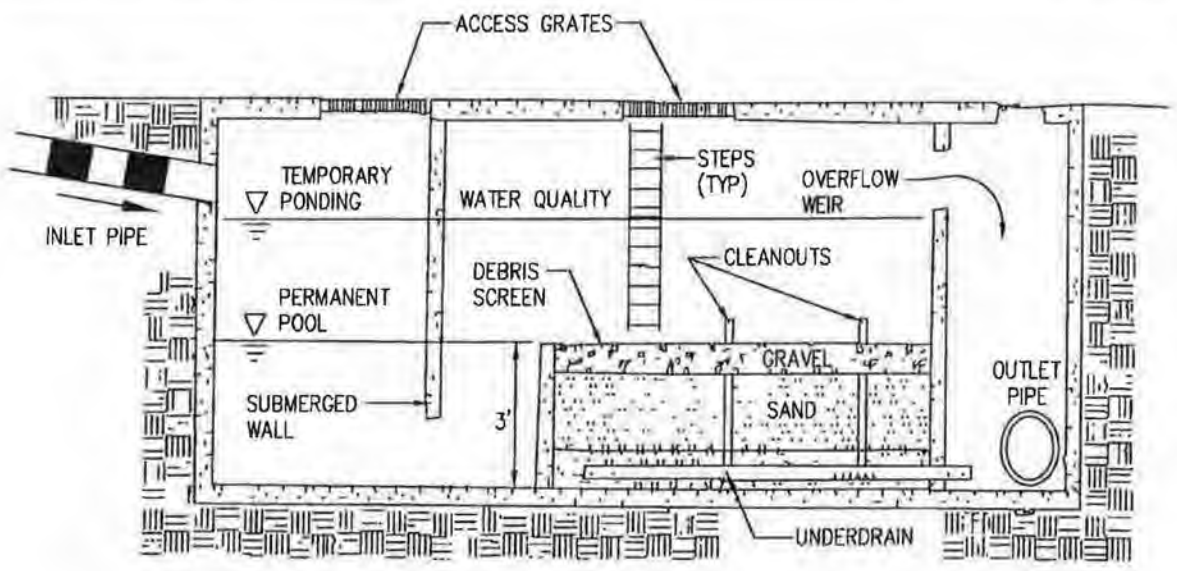 ACCESS GRATES
TEMPORARY
PONDING
WATER QUALITY
STEPS
(TYP)
OVERFLOW
WEIR
INLET PIPE
DEBRIS
SCREEN
CLEANOUTS
PERMANENT
POOL
GRAVEL
OUTLET
PIPE
SUBMERGED
WALL
3'
SAND
UNDERDRAIN